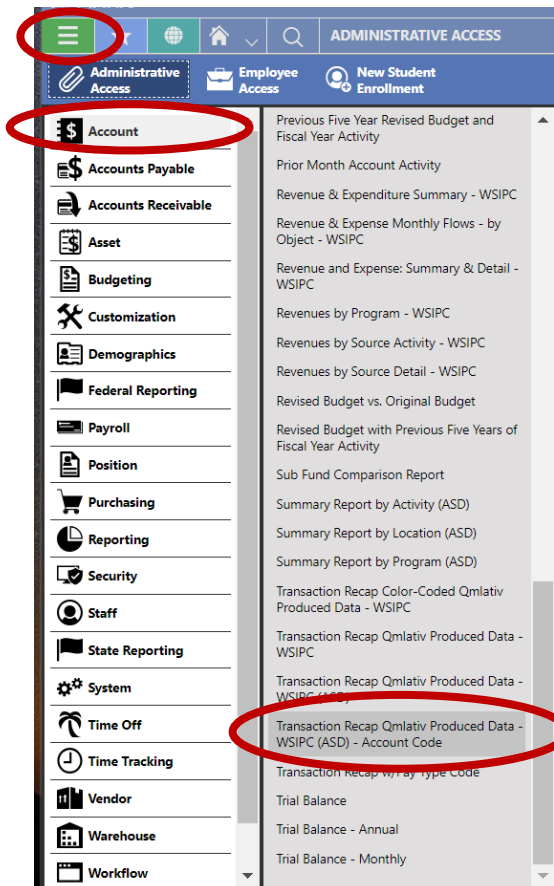 ADMINISTRATIVE ACCESS
Administrative
Access
Employee
Access
New Student
Enrollment
Account
Accounts Payable
Accounts Receivable
Asset
Budgeting
Customization
Demographics
Federal Reporting
Payroll
Position
Purchasing
Reporting
Security
Staff
State Reporting
System
Time Off
Time Tracking
Vendor
Warehouse
Workflow
Previous Five Year Revised Budget and
Fiscal Year Activity
Prior Month Account Activity
Revenue & Expenditure Summary - WSIPC
Revenue & Expense Monthly Flows - by
Object - WSIPC
Revenue and Expense: Summary & Detail -
WSIPC
Revenues by Program - WSIPC
Revenues by Source Activity - WSIPC
Revenues by Source Detail - WSIPC
Revised Budget vs. Original Budget
Revised Budget with Previous Five Years of
Fiscal Year Activity
Sub Fund Comparison Report
Summary Report by Activity (ASD)
Summary Report by Location (ASD)
Summary Report by Program (ASD)
Transaction Recap Color-Coded Qmlativ
Produced Data - WSIPC
Transaction Recap Qmlativ Produced Data -
WSIPC
Transaction Recap Qmlativ Produced Data -
WSIPC (ASD)
Transaction Recap Qmlativ Produced Data -
WSIPC (ASD) - Account Code
Transaction Recap w/Pay Type Code
Trial Balance
Trial Balance - Annual
Trial Balance - Monthly